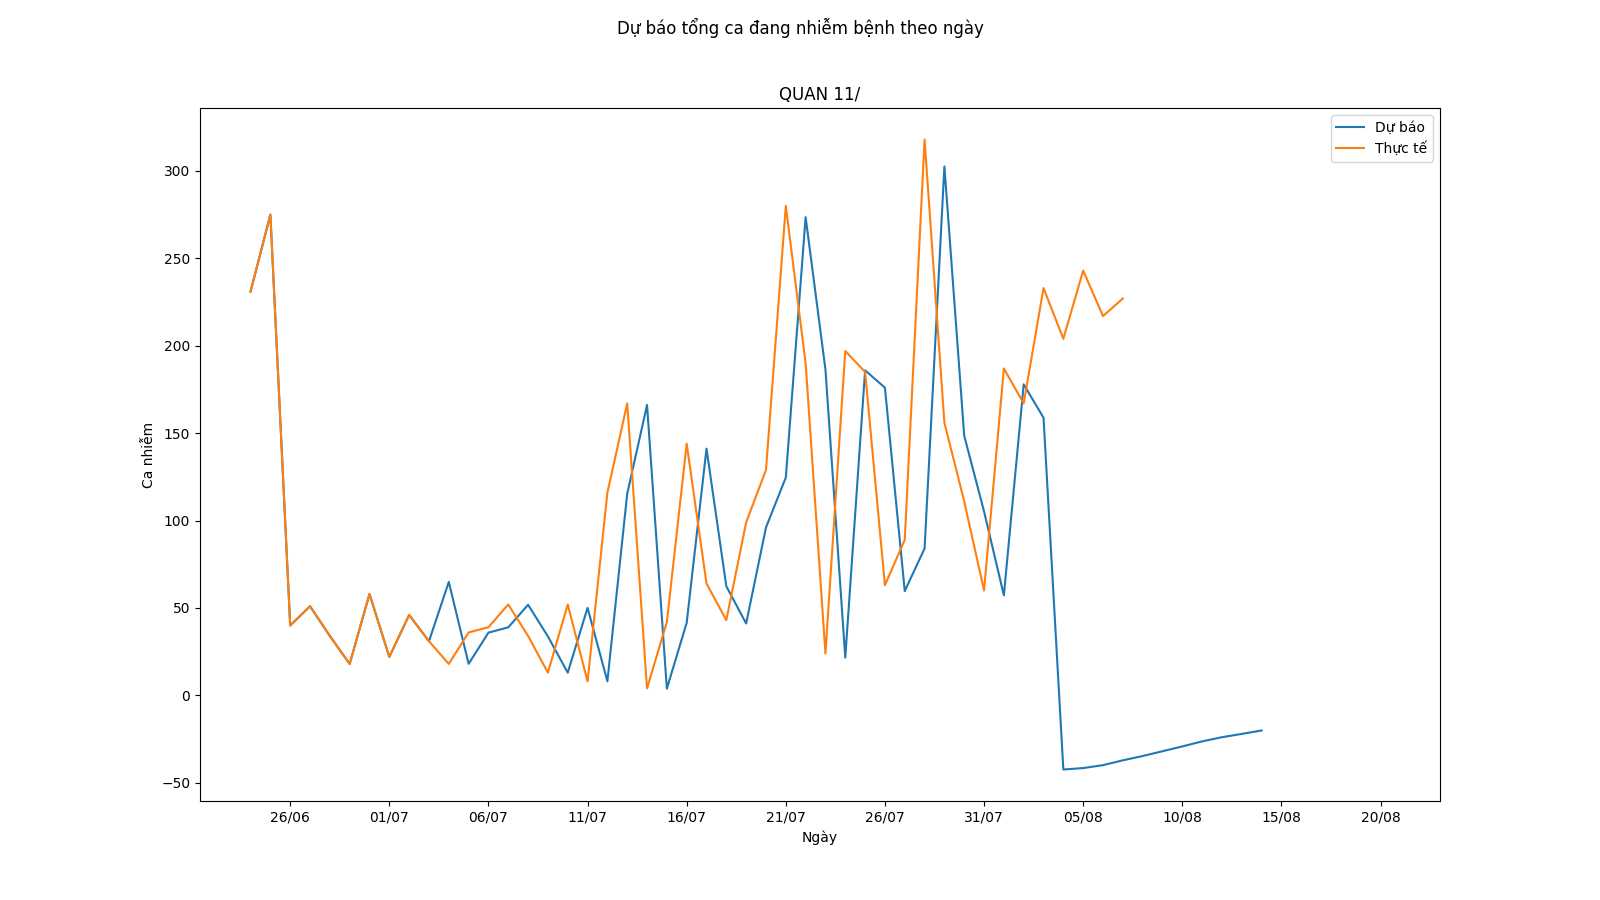 Dự báo tổng ca đang nhiễm bệnh theo ngày
QUAN 11/
Dự báo
Thực tế
300
250
200
150
100
50
0
−50
Ca nhiễm
26/06 01/07 06/07 11/07 16/07 21/07 26/07 31/07 05/08 10/08 15/08 20/08
Ngày